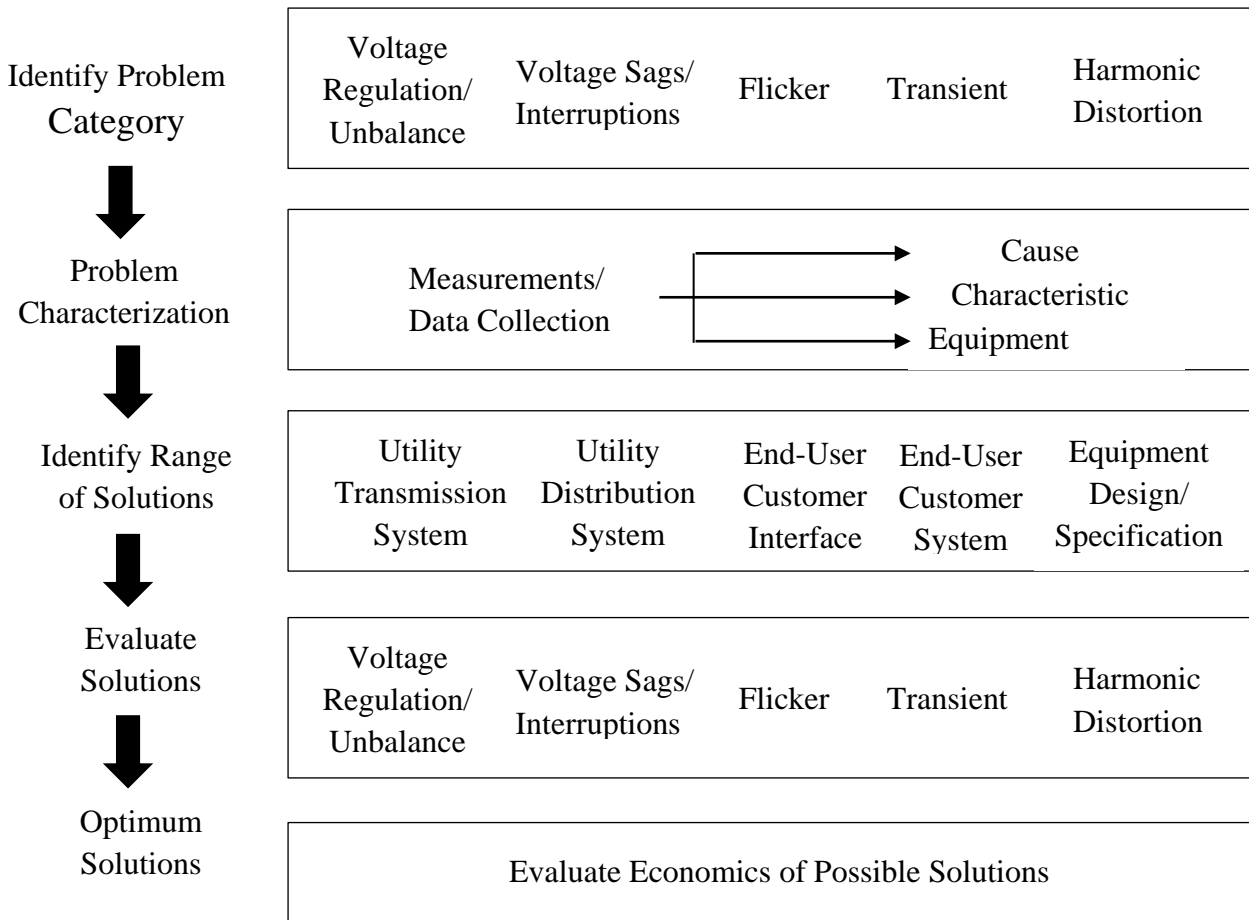 Identify Problem
Category
Voltage
Regulation/
Unbalance
Voltage Sags/
Interruptions
Flicker
Transient
Harmonic
Distortion
Problem
Characterization
Measurements/
Data Collection
Cause
Characteristic
Equipment
Identify Range
of Solutions
Utility
Transmission
System
Utility
Distribution
System
End-User
Customer
Interface
End-User
Customer
System
Equipment
Design/
Specification
Evaluate
Solutions
Voltage
Regulation/
Unbalance
Voltage Sags/
Interruptions
Flicker
Transient
Harmonic
Distortion
Optimum
Solutions
Evaluate Economics of Possible Solutions